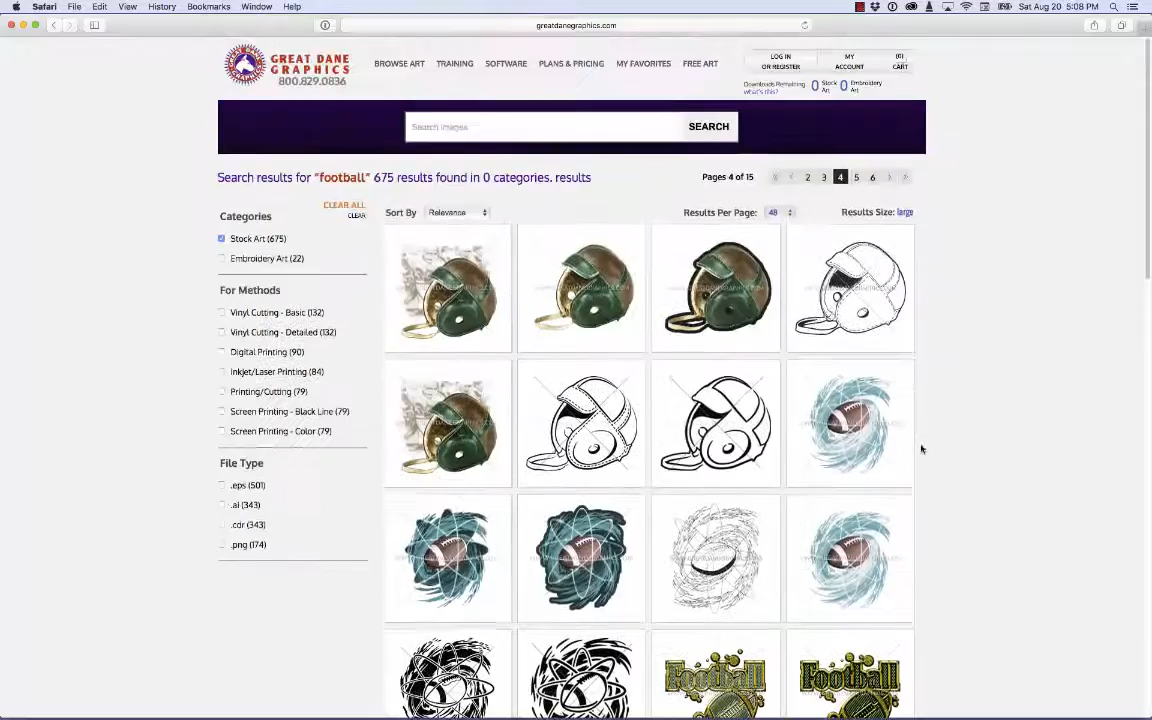 Safari File Edit View History Bookmarks Window Help Sat Aug 20 5:08 PM
greatdanegraphics.com
GREAT DANE
GRAPHICS
800.829.0836
BROWSE ART TRAINING SOFTWARE PLANS & PRICING MY FAVORITES FREE ART
LOG IN
OR REGISTER
MY
ACCOUNT
(0)
CART
Downloads Remaining
what's this?
0 Stock
Art
0 Embroidery
Art
Search images SEARCH
Search results for "football" 675 results found in 0 categories. results
Pages 4 of 15 « ‹ 2 3 4 5 6 › »
CLEAR ALL
Categories CLEAR
Stock Art (675)
Embroidery Art (22)
For Methods
Vinyl Cutting - Basic (132)
Vinyl Cutting - Detailed (132)
Digital Printing (90)
Inkjet/Laser Printing (84)
Printing/Cutting (79)
Screen Printing - Black Line (79)
Screen Printing - Color (79)
File Type
.eps (501)
.ai (343)
.cdr (343)
.png (174)
Sort By Relevance Results Per Page: 48 Results Size: large
Football Football